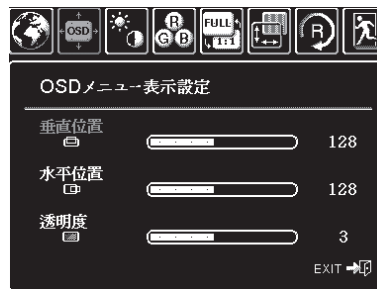 OSD
R
G B
FULL
1:1
R
OSDメニュー表示設定
垂直位置
128
水平位置
128
透明度
3
EXIT